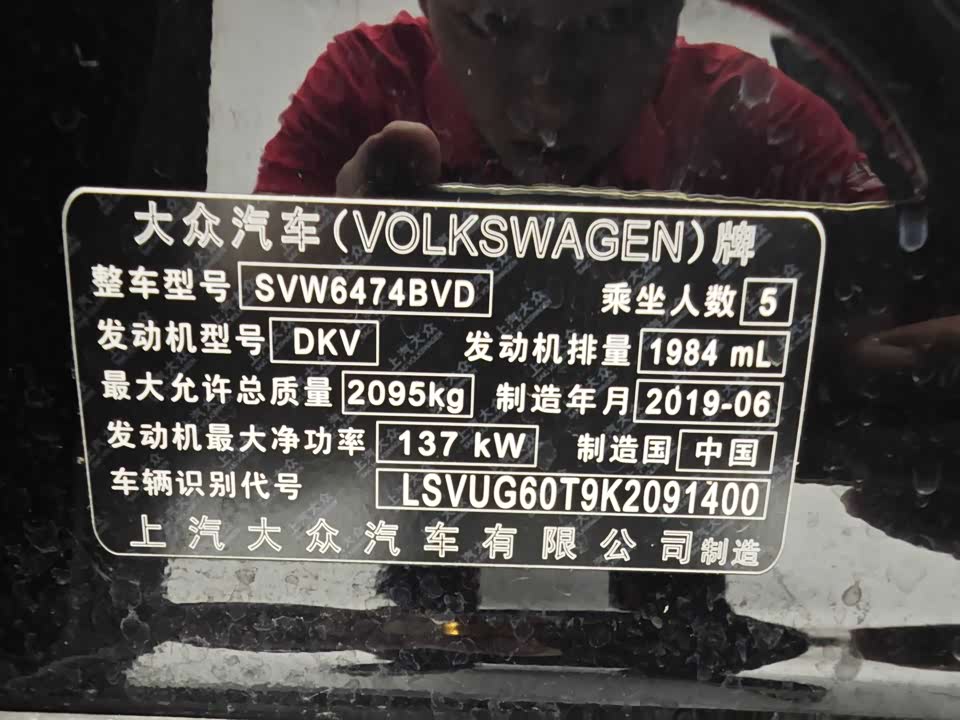 大众汽车(VOLKSWAGEN)牌
整车型号 SVW6474BVD 乘坐人数 5
发动机型号 DKV 发动机排量 1984 mL
最大允许总质量 2095kg 制造年月 2019-06
发动机最大净功率 137 kW 制造国 中国
车辆识别代号 LSVUG60T9K2091400
上汽大众汽车有限公司制造